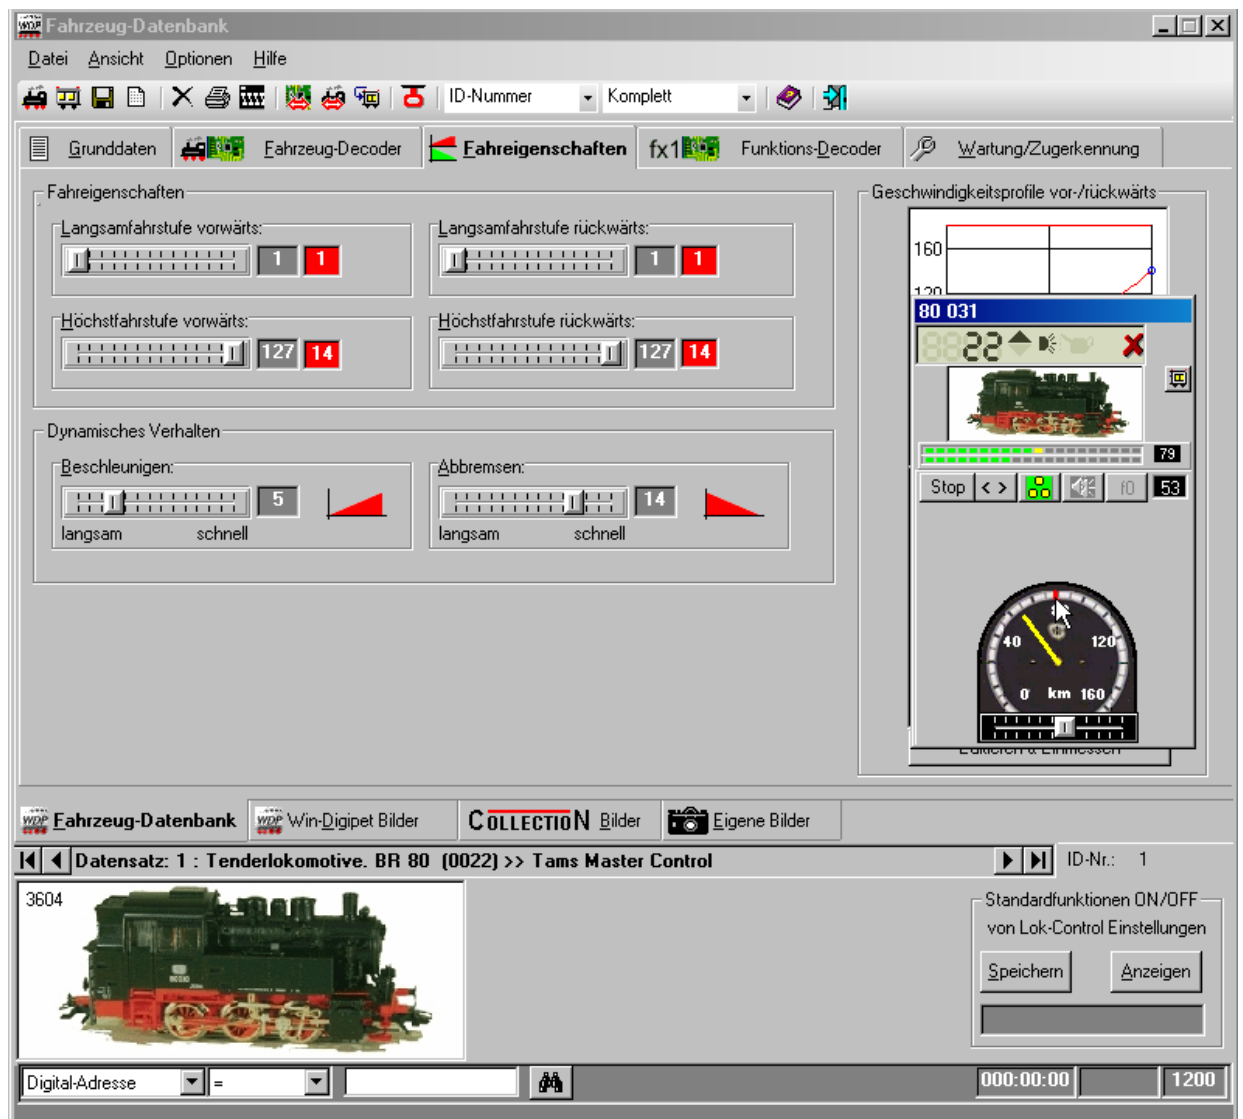 Fahrzeug-Datenbank
Datei Ansicht Optionen Hilfe
ID-Nummer Komplett
Grunddaten Fahrzeug-Decoder Fahreigenschaften fx1 Funktions-Decoder Wartung/Zugerkennung
Fahreigenschaften
Langsamfahrstufe vorwärts:
1 1
Langsamfahrstufe rückwärts:
1 1
Höchstfahrstufe vorwärts:
127 14
Höchstfahrstufe rückwärts:
127 14
Dynamisches Verhalten
Beschleunigen:
5
langsam schnell
Abbremsen:
14
langsam schnell
Geschwindigkeitsprofile vor-/rückwärts
160
120
80 031
22
79
Stop < > f0 53
40 120
0 km 160
Editieren & Einmessen
WDP Fahrzeug-Datenbank WDP Win-Digipet Bilder COLLECTION Bilder Eigene Bilder
Datensatz: 1 : Tenderlokomotive. BR 80 (0022) >> Tams Master Control
ID-Nr.: 1
3604
Standardfunktionen ON/OFF
von Lok-Control Einstellungen
Speichern Anzeigen
Digital-Adresse =
000:00:00 1200